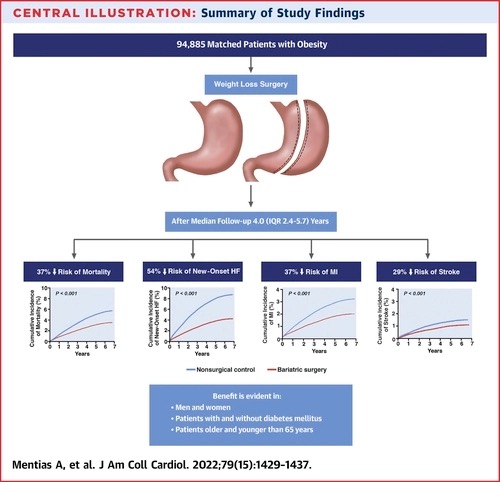 CENTRAL ILLUSTRATION: Summary of Study Findings
94,885 Matched Patients with Obesity
Weight Loss Surgery
After Median Follow-up 4.0 (IQR 2.4-5.7) Years
37% ↓ Risk of Mortality
54% ↓ Risk of New-Onset HF
37% ↓ Risk of MI
29% ↓ Risk of Stroke
Cumulative Incidence
of Mortality (%)
10
8
6
4
2
0
P < 0.001
0 1 2 3 4 5 6 7
Years
Cumulative Incidence
of New-Onset HF (%)
10
8
6
4
2
0
P < 0.001
0 1 2 3 4 5 6 7
Years
Cumulative Incidence
of MI (%)
4
3
2
1
0
P < 0.001
0 1 2 3 4 5 6 7
Years
Cumulative Incidence
of Stroke (%)
4
3
2
1
0
P < 0.001
0 1 2 3 4 5 6 7
Years
Nonsurgical control
Bariatric surgery
Benefit is evident in:
• Men and women
• Patients with and without diabetes mellitus
• Patients older and younger than 65 years
Mentias A, et al. J Am Coll Cardiol. 2022;79(15):1429-1437.